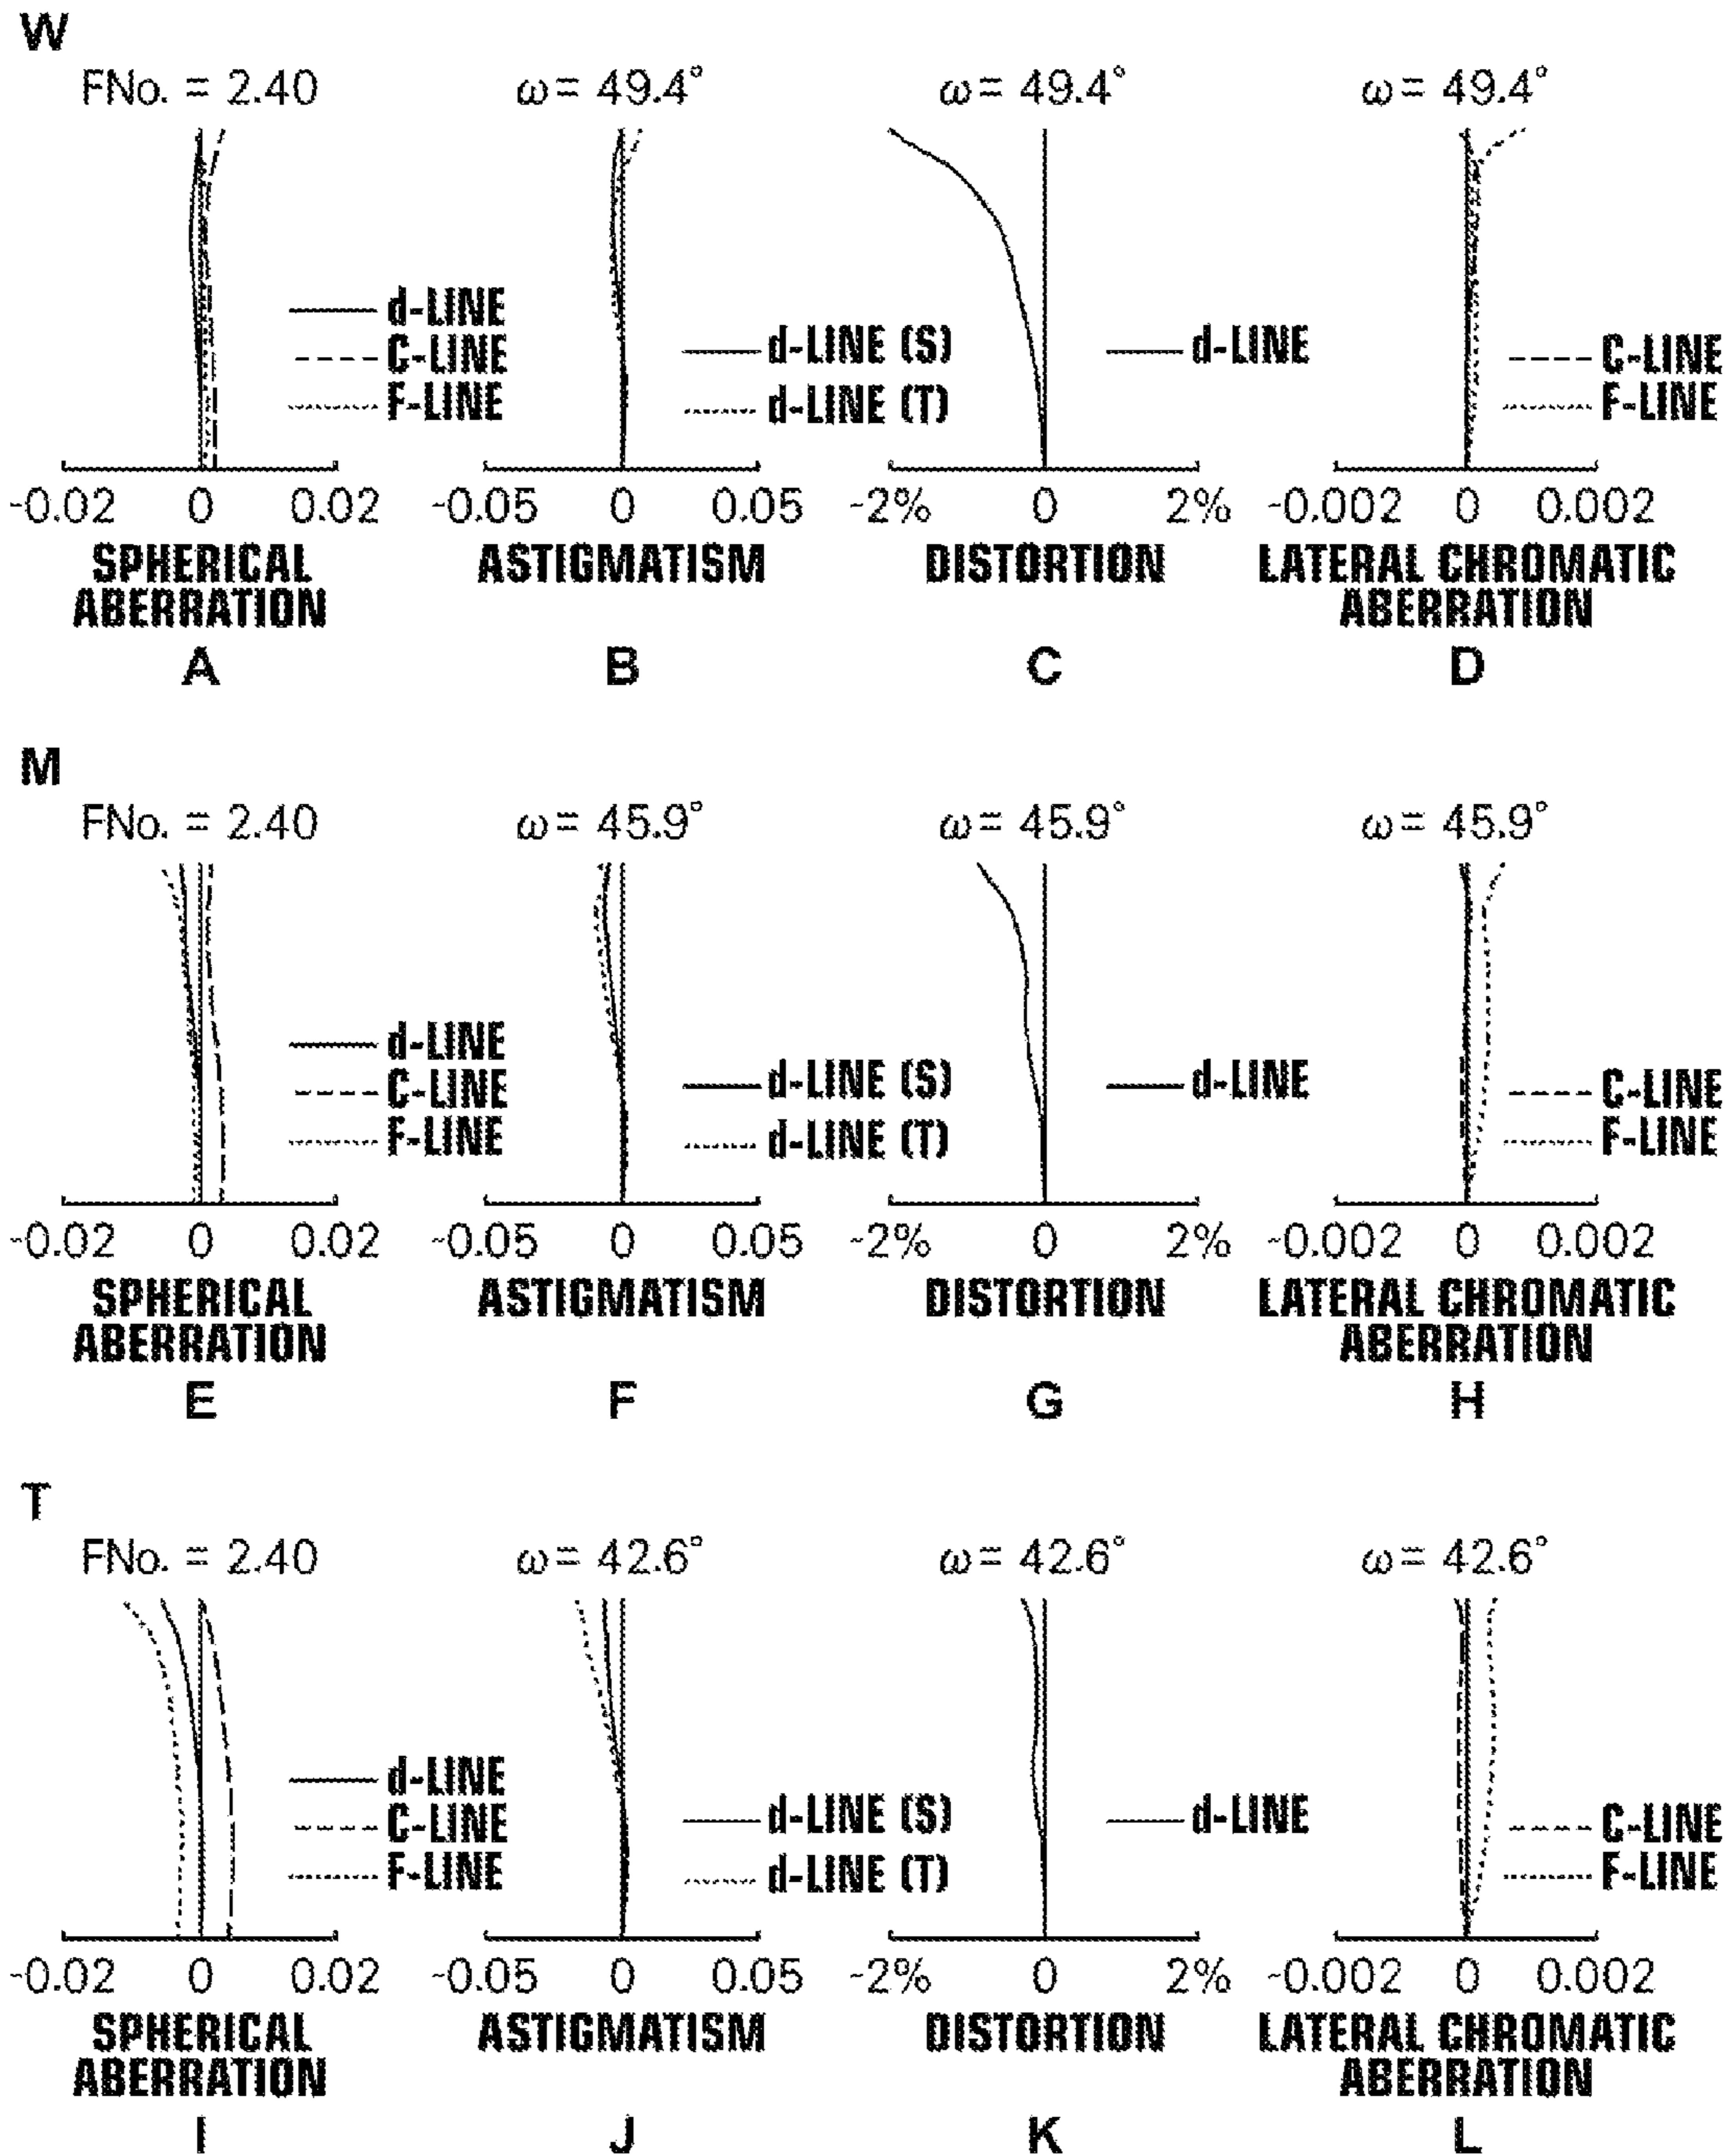 W
FNo. = 2.40
ω = 49.4°
ω = 49.4°
ω = 49.4°
d-LINE
C-LINE
F-LINE
d-LINE (S)
d-LINE (T)
d-LINE
C-LINE
F-LINE
-0.02 0 0.02
-0.05 0 0.05
-2% 0 2%
-0.002 0 0.002
SPHERICAL
ABERRATION
ASTIGMATISM
DISTORTION
LATERAL CHROMATIC
ABERRATION
A
B
C
D
M
FNo. = 2.40
ω = 45.9°
ω = 45.9°
ω = 45.9°
d-LINE
C-LINE
F-LINE
d-LINE (S)
d-LINE (T)
d-LINE
C-LINE
F-LINE
-0.02 0 0.02
-0.05 0 0.05
-2% 0 2%
-0.002 0 0.002
SPHERICAL
ABERRATION
ASTIGMATISM
DISTORTION
LATERAL CHROMATIC
ABERRATION
E
F
G
H
T
FNo. = 2.40
ω = 42.6°
ω = 42.6°
ω = 42.6°
d-LINE
C-LINE
F-LINE
d-LINE (S)
d-LINE (T)
d-LINE
C-LINE
F-LINE
-0.02 0 0.02
-0.05 0 0.05
-2% 0 2%
-0.002 0 0.002
SPHERICAL
ABERRATION
ASTIGMATISM
DISTORTION
LATERAL CHROMATIC
ABERRATION
I
J
K
L